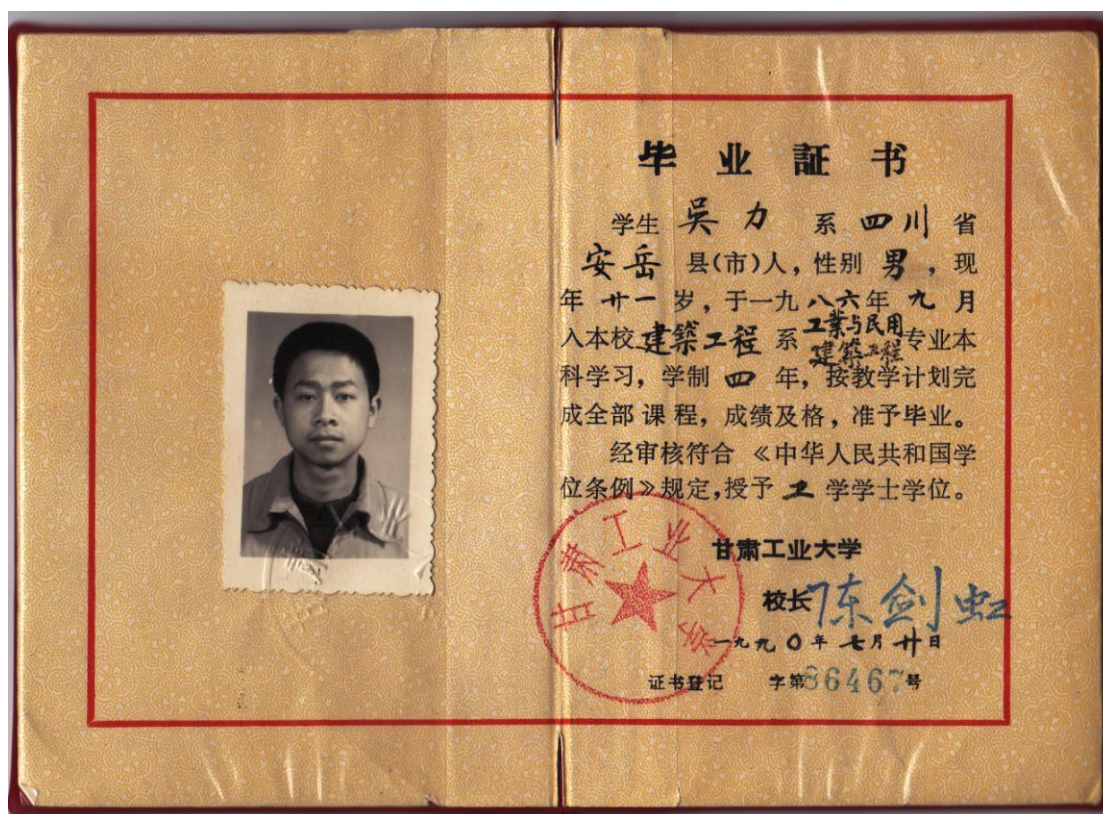 毕业証书
学生 吴力 系 四川 省
安岳 县(市)人,性别 男 ,现
年 廿一 岁,于一九八六年 九 月
入本校建築工程 系 工業与民用建築工程 专业本
科学习,学制 四 年,按教学计划完
成全部课程,成绩及格,准予毕业。
经审核符合《中华人民共和国学
位条例》规定,授予 工 学学士学位。
甘肃工业大学
甘肃工业大学
校长 陈剑虹
一九九〇年七月廿日
证书登记 字第86467号